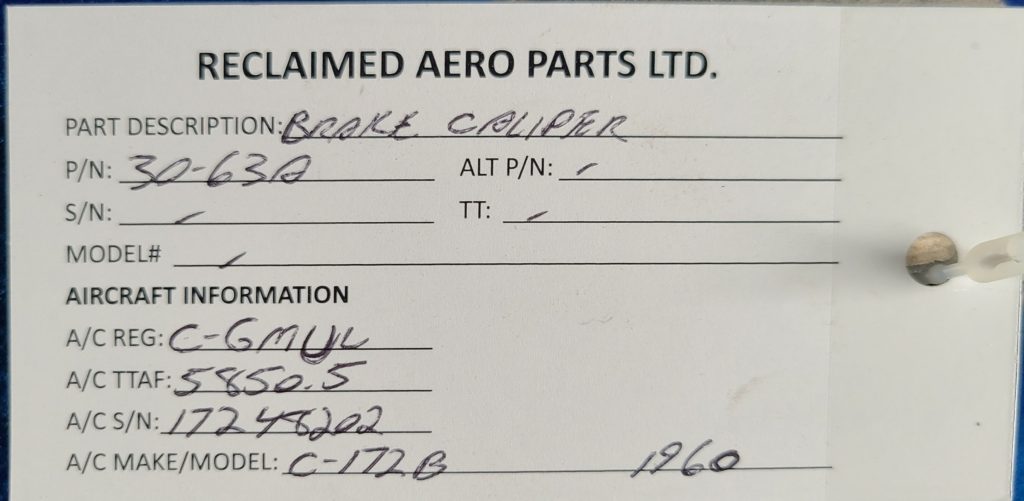 RECLAIMED AERO PARTS LTD.
PART DESCRIPTION: BRAKE CALIPER
P/N: 30-63A ALT P/N: -
S/N: - TT: -
MODEL# -
AIRCRAFT INFORMATION
A/C REG: C-GMUL
A/C TTAF: 5850.5
A/C S/N: 17248202
A/C MAKE/MODEL: C-172B 1960